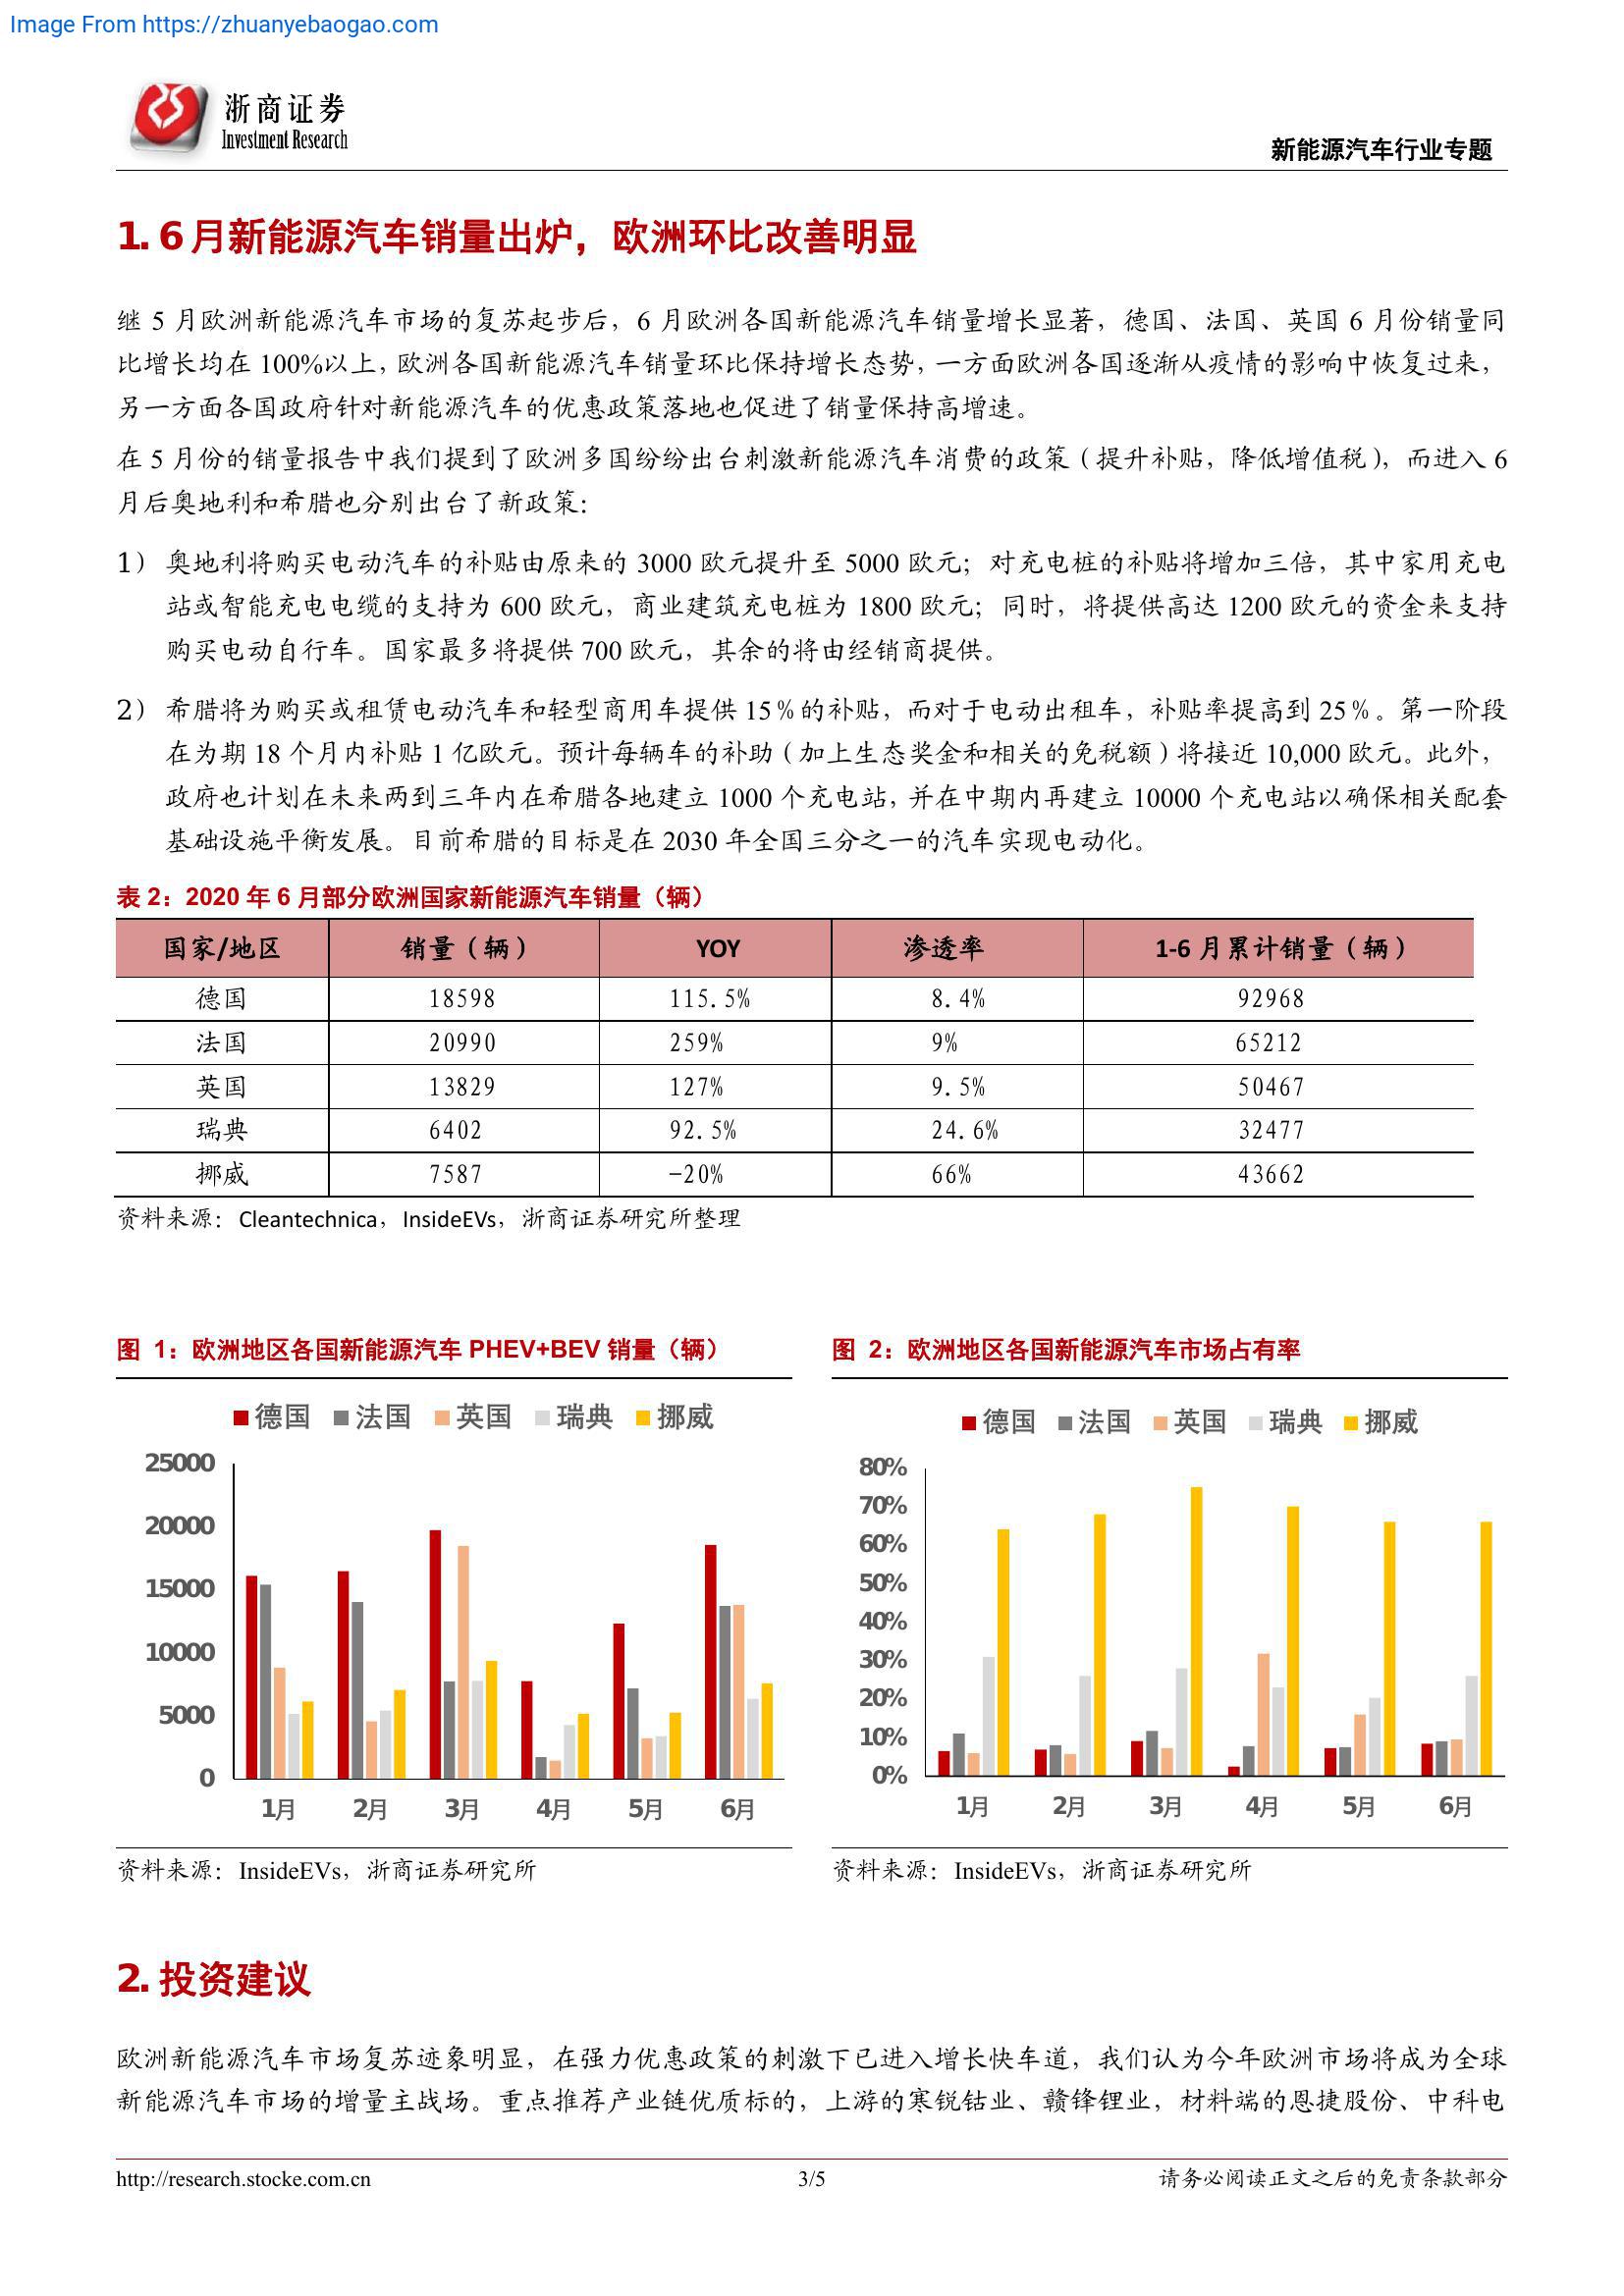 Image From https://zhuanyebaogao.com
浙商证券
Investment Research
新能源汽车行业专题
1. 6 月新能源汽车销量出炉，欧洲环比改善明显
继 5 月欧洲新能源汽车市场的复苏起步后，6 月欧洲各国新能源汽车销量增长显著，德国、法国、英国 6 月份销量同
比增长均在 100%以上，欧洲各国新能源汽车销量环比保持增长态势，一方面欧洲各国逐渐从疫情的影响中恢复过来，
另一方面各国政府针对新能源汽车的优惠政策落地也促进了销量保持高增速。
在 5 月份的销量报告中我们提到了欧洲多国纷纷出台刺激新能源汽车消费的政策（提升补贴，降低增值税），而进入 6
月后奥地利和希腊也分别出台了新政策：
1） 奥地利将购买电动汽车的补贴由原来的 3000 欧元提升至 5000 欧元；对充电桩的补贴将增加三倍，其中家用充电
站或智能充电电缆的支持为 600 欧元，商业建筑充电桩为 1800 欧元；同时，将提供高达 1200 欧元的资金来支持
购买电动自行车。国家最多将提供 700 欧元，其余的将由经销商提供。
2） 希腊将为购买或租赁电动汽车和轻型商用车提供 15％的补贴，而对于电动出租车，补贴率提高到 25％。第一阶段
在为期 18 个月内补贴 1 亿欧元。预计每辆车的补助（加上生态奖金和相关的免税额）将接近 10,000 欧元。此外，
政府也计划在未来两到三年内在希腊各地建立 1000 个充电站，并在中期内再建立 10000 个充电站以确保相关配套
基础设施平衡发展。目前希腊的目标是在 2030 年全国三分之一的汽车实现电动化。
表 2：2020 年 6 月部分欧洲国家新能源汽车销量（辆）
国家/地区 销量（辆） YOY 渗透率 1-6 月累计销量（辆）
德国 18598 115.5% 8.4% 92968
法国 20990 259% 9% 65212
英国 13829 127% 9.5% 50467
瑞典 6402 92.5% 24.6% 32477
挪威 7587 -20% 66% 43662
资料来源：Cleantechnica，InsideEVs，浙商证券研究所整理
图 1：欧洲地区各国新能源汽车 PHEV+BEV 销量（辆）
德国 法国 英国 瑞典 挪威
25000
20000
15000
10000
5000
0
1月 2月 3月 4月 5月 6月
资料来源：InsideEVs，浙商证券研究所
图 2：欧洲地区各国新能源汽车市场占有率
德国 法国 英国 瑞典 挪威
80%
70%
60%
50%
40%
30%
20%
10%
0%
1月 2月 3月 4月 5月 6月
资料来源：InsideEVs，浙商证券研究所
2. 投资建议
欧洲新能源汽车市场复苏迹象明显，在强力优惠政策的刺激下已进入增长快车道，我们认为今年欧洲市场将成为全球
新能源汽车市场的增量主战场。重点推荐产业链优质标的，上游的寒锐钴业、赣锋锂业，材料端的恩捷股份、中科电
http://research.stocke.com.cn 3/5 请务必阅读正文之后的免责条款部分